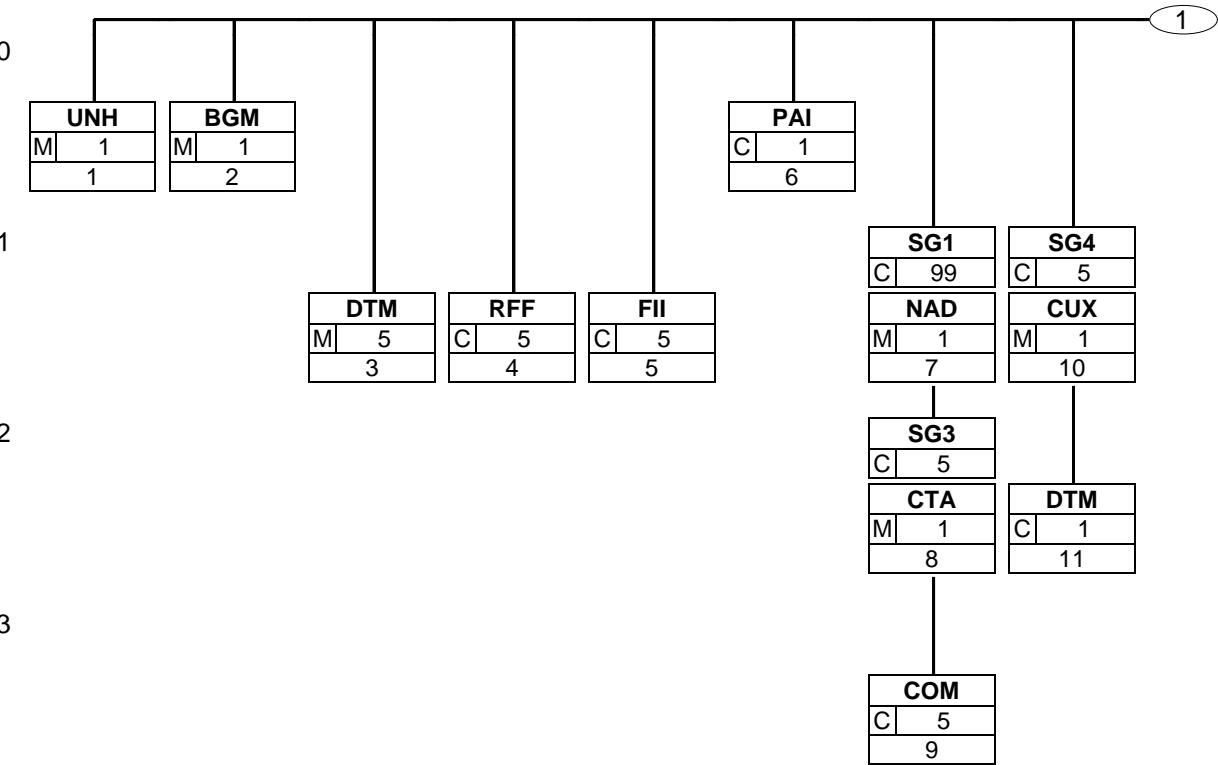 1
0
UNH BGM PAI
M 1 M 1 C 1
1 2 6
1
SG1 SG4
C 99 C 5
DTM RFF FII NAD CUX
M 5 C 5 C 5 M 1 M 1
3 4 5 7 10
2
SG3
C 5
CTA DTM
M 1 C 1
8 11
3
COM
C 5
9